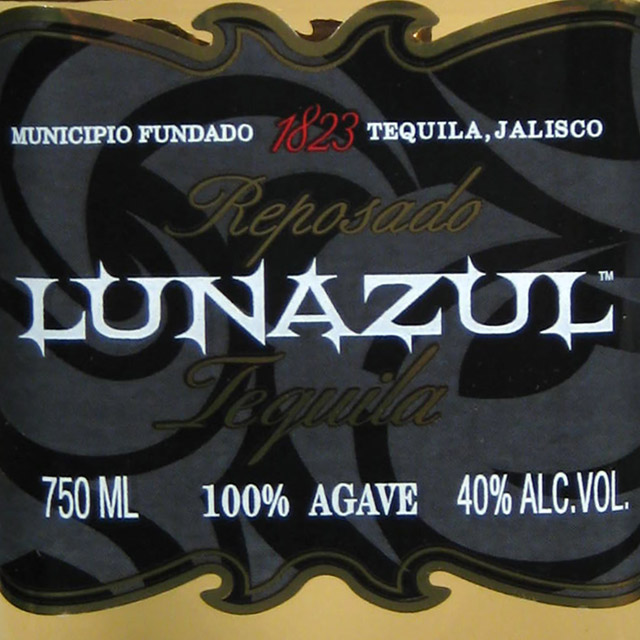 MUNICIPIO FUNDADO 1823 TEQUILA, JALISCO
Reposado
LUNAZUL™
Tequila
750 ML 100% AGAVE 40% ALC.VOL.